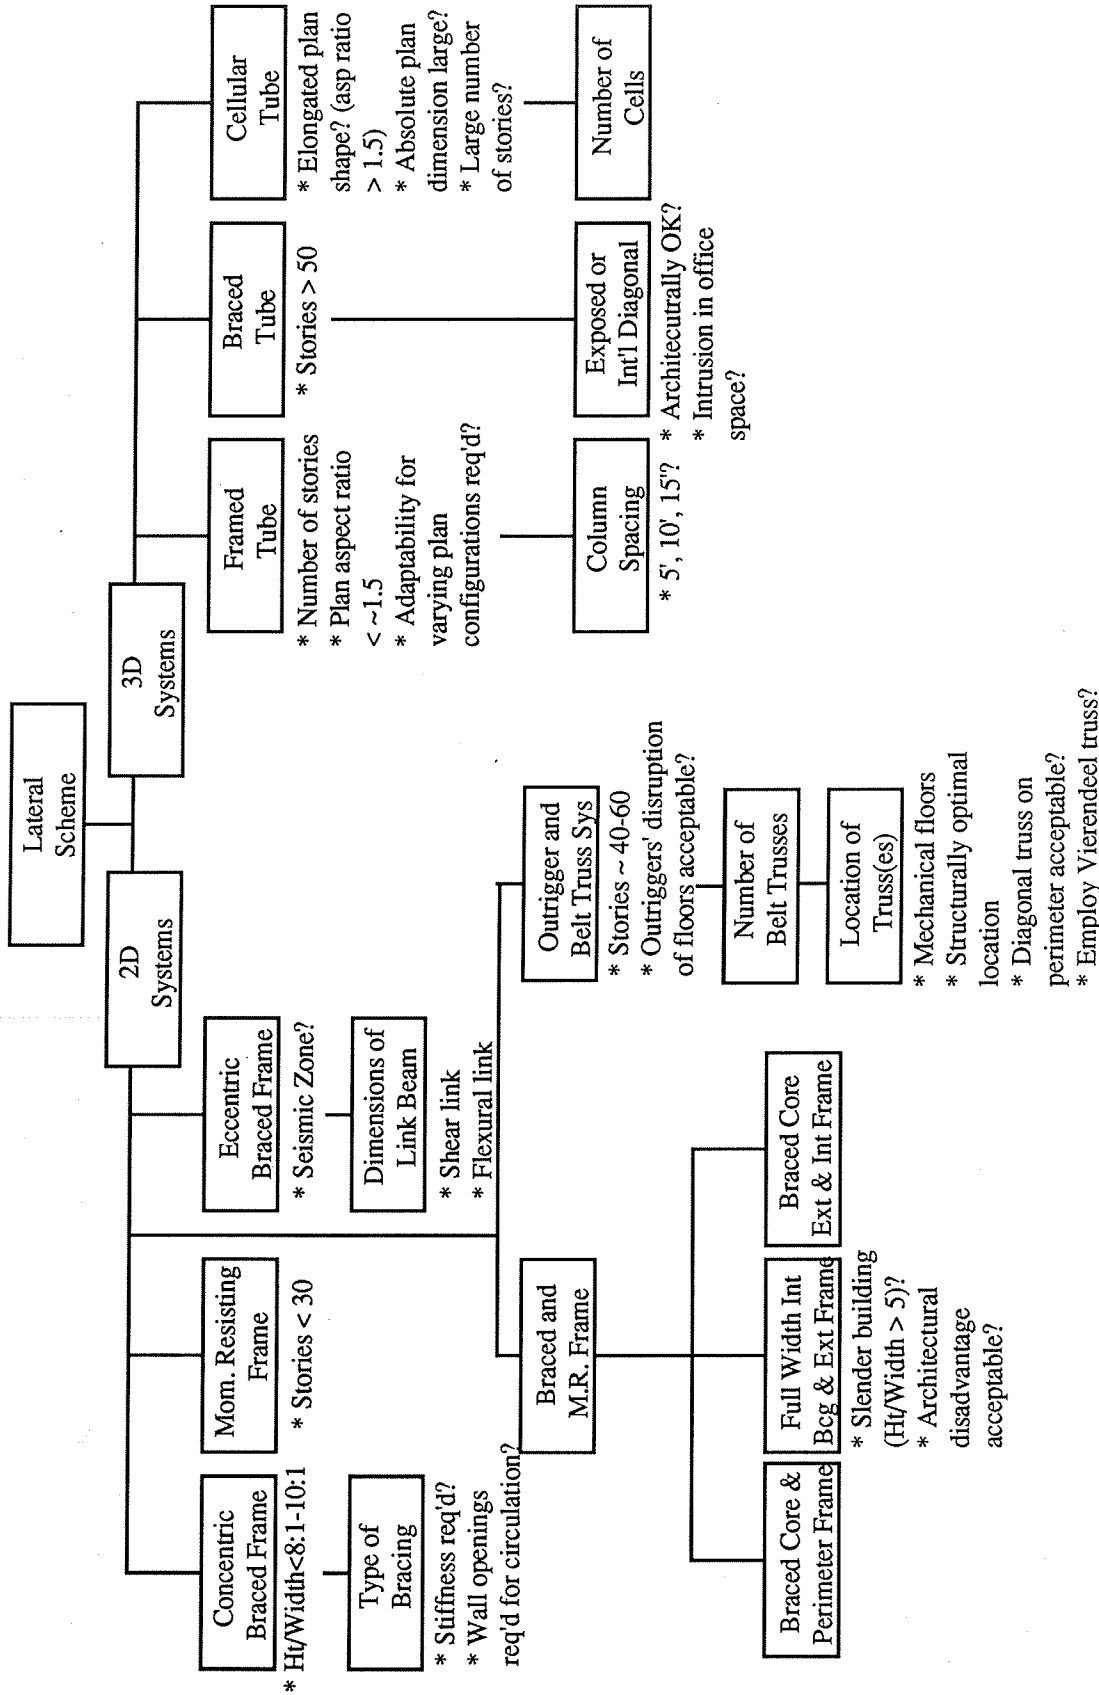 Lateral
Scheme
2D
Systems
3D
Systems
Concentric
Braced Frame
* Ht/Width<8:1-10:1
Type of
Bracing
* Stiffness req'd?
* Wall openings
req'd for circulation?
Mom. Resisting
Frame
* Stories < 30
Eccentric
Braced Frame
* Seismic Zone?
Dimensions of
Link Beam
* Shear link
* Flexural link
Braced and
M.R. Frame
Braced Core &
Perimeter Frame
Full Width Int
Bcg & Ext Frame
* Slender building
(Ht/Width > 5)?
* Architectural
disadvantage
acceptable?
Braced Core
Ext & Int Frame
Outrigger and
Belt Truss Sys
* Stories ~ 40-60
* Outriggers' disruption
of floors acceptable?
Number of
Belt Trusses
Location of
Truss(es)
* Mechanical floors
* Structurally optimal
location
* Diagonal truss on
perimeter acceptable?
* Employ Vierendeel truss?
Framed
Tube
* Number of stories
* Plan aspect ratio
< ~1.5
* Adaptability for
varying plan
configurations req'd?
Column
Spacing
* 5', 10', 15'?
Braced
Tube
* Stories > 50
Exposed or
Int'l Diagonal
* Architecutrally OK?
* Intrusion in office
space?
Cellular
Tube
* Elongated plan
shape? (asp ratio
> 1.5)
* Absolute plan
dimension large?
* Large number
of stories?
Number of
Cells